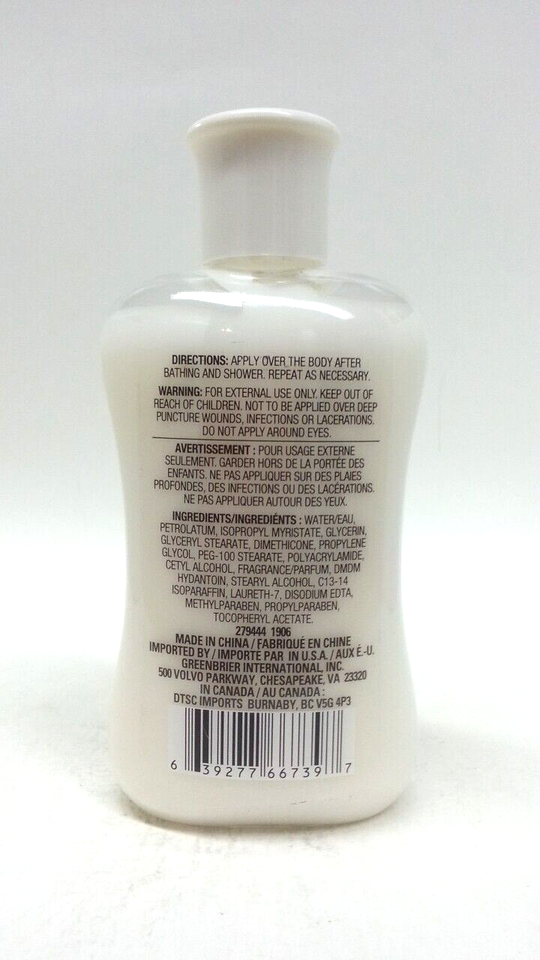 DIRECTIONS: APPLY OVER THE BODY AFTER
BATHING AND SHOWER. REPEAT AS NECESSARY.
WARNING: FOR EXTERNAL USE ONLY. KEEP OUT OF
REACH OF CHILDREN. NOT TO BE APPLIED OVER DEEP
PUNCTURE WOUNDS, INFECTIONS OR LACERATIONS.
DO NOT APPLY AROUND EYES.
AVERTISSEMENT : POUR USAGE EXTERNE
SEULEMENT. GARDER HORS DE LA PORTÉE DES
ENFANTS. NE PAS APPLIQUER SUR DES PLAIES
PROFONDES, DES INFECTIONS OU DES LACÉRATIONS.
NE PAS APPLIQUER AUTOUR DES YEUX.
INGREDIENTS/INGREDIÉNTS : WATER/EAU,
PETROLATUM, ISOPROPYL MYRISTATE, GLYCERIN,
GLYCERYL STEARATE, DIMETHICONE, PROPYLENE
GLYCOL, PEG-100 STEARATE, POLYACRYLAMIDE,
CETYL ALCOHOL, FRAGRANCE/PARFUM, DMDM
HYDANTOIN, STEARYL ALCOHOL, C13-14
ISOPARAFFIN, LAURETH-7, DISODIUM EDTA,
METHYLPARABEN, PROPYLPARABEN,
TOCOPHERYL ACETATE.
279444 1906
MADE IN CHINA / FABRIQUÉ EN CHINE
IMPORTED BY / IMPORTE PAR IN U.S.A. / AUX É.-U.
GREENBRIER INTERNATIONAL, INC.
500 VOLVO PARKWAY, CHESAPEAKE, VA 23320
IN CANADA / AU CANADA :
DTSC IMPORTS BURNABY, BC V5G 4P3
6 39277 66739 7